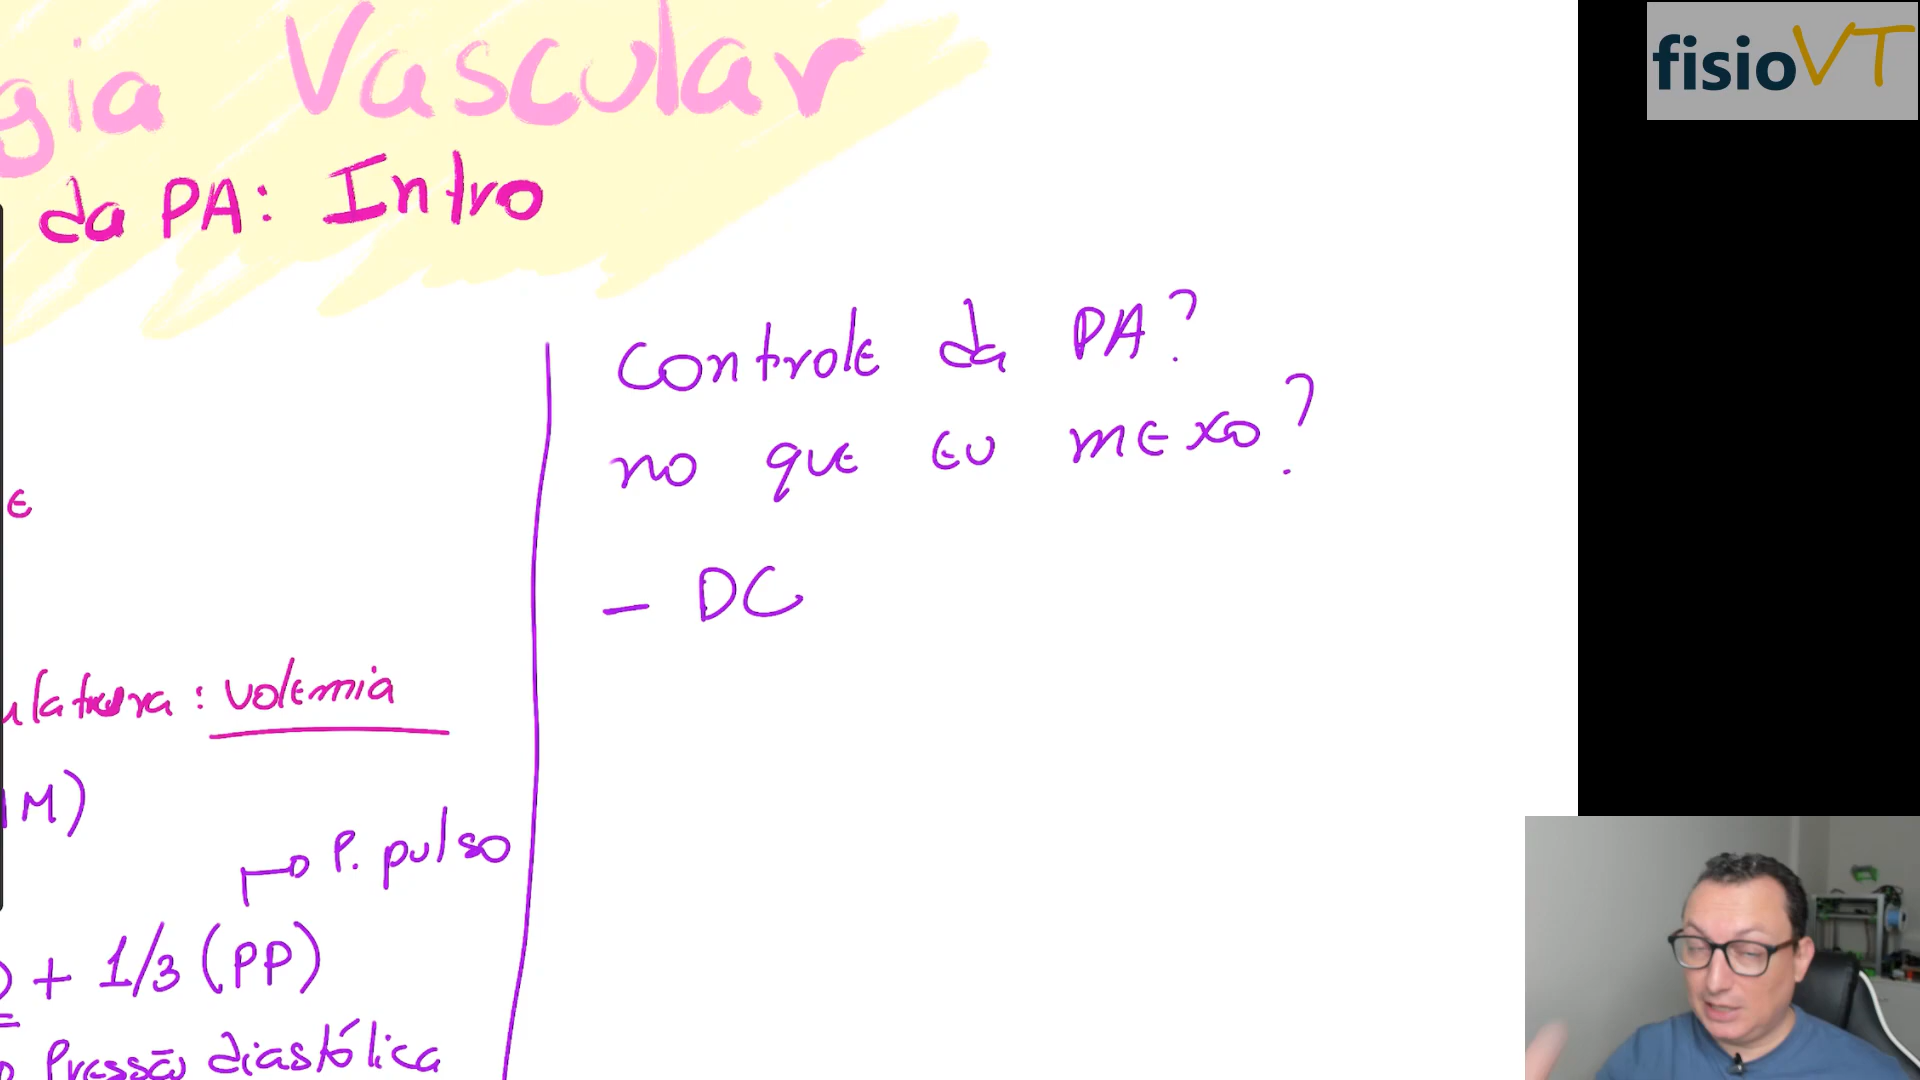 gia Vascular
da PA: Intro
fisioVT
E
ulatura: volemia
M)
P. pulso
+ 1/3 (PP)
Pressão diastólica
Controle da PA?
no que eu mexo?
- DC